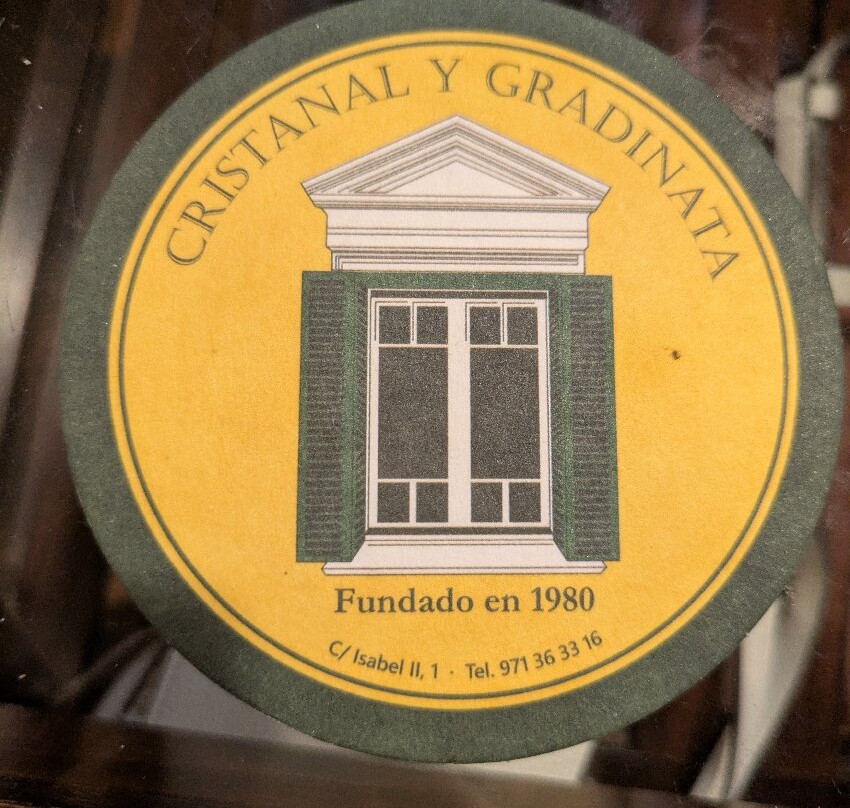 CRISTANAL Y GRADINATA
Fundado en 1980
C/ Isabel II, 1 · Tel. 971 36 33 16